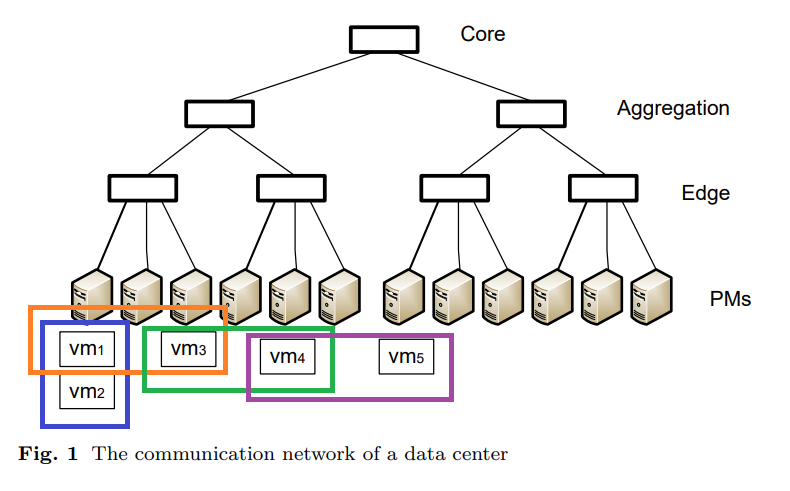 Core
Aggregation
Edge
PMs
vm1 vm3 vm4 vm5
vm2
Fig. 1 The communication network of a data center